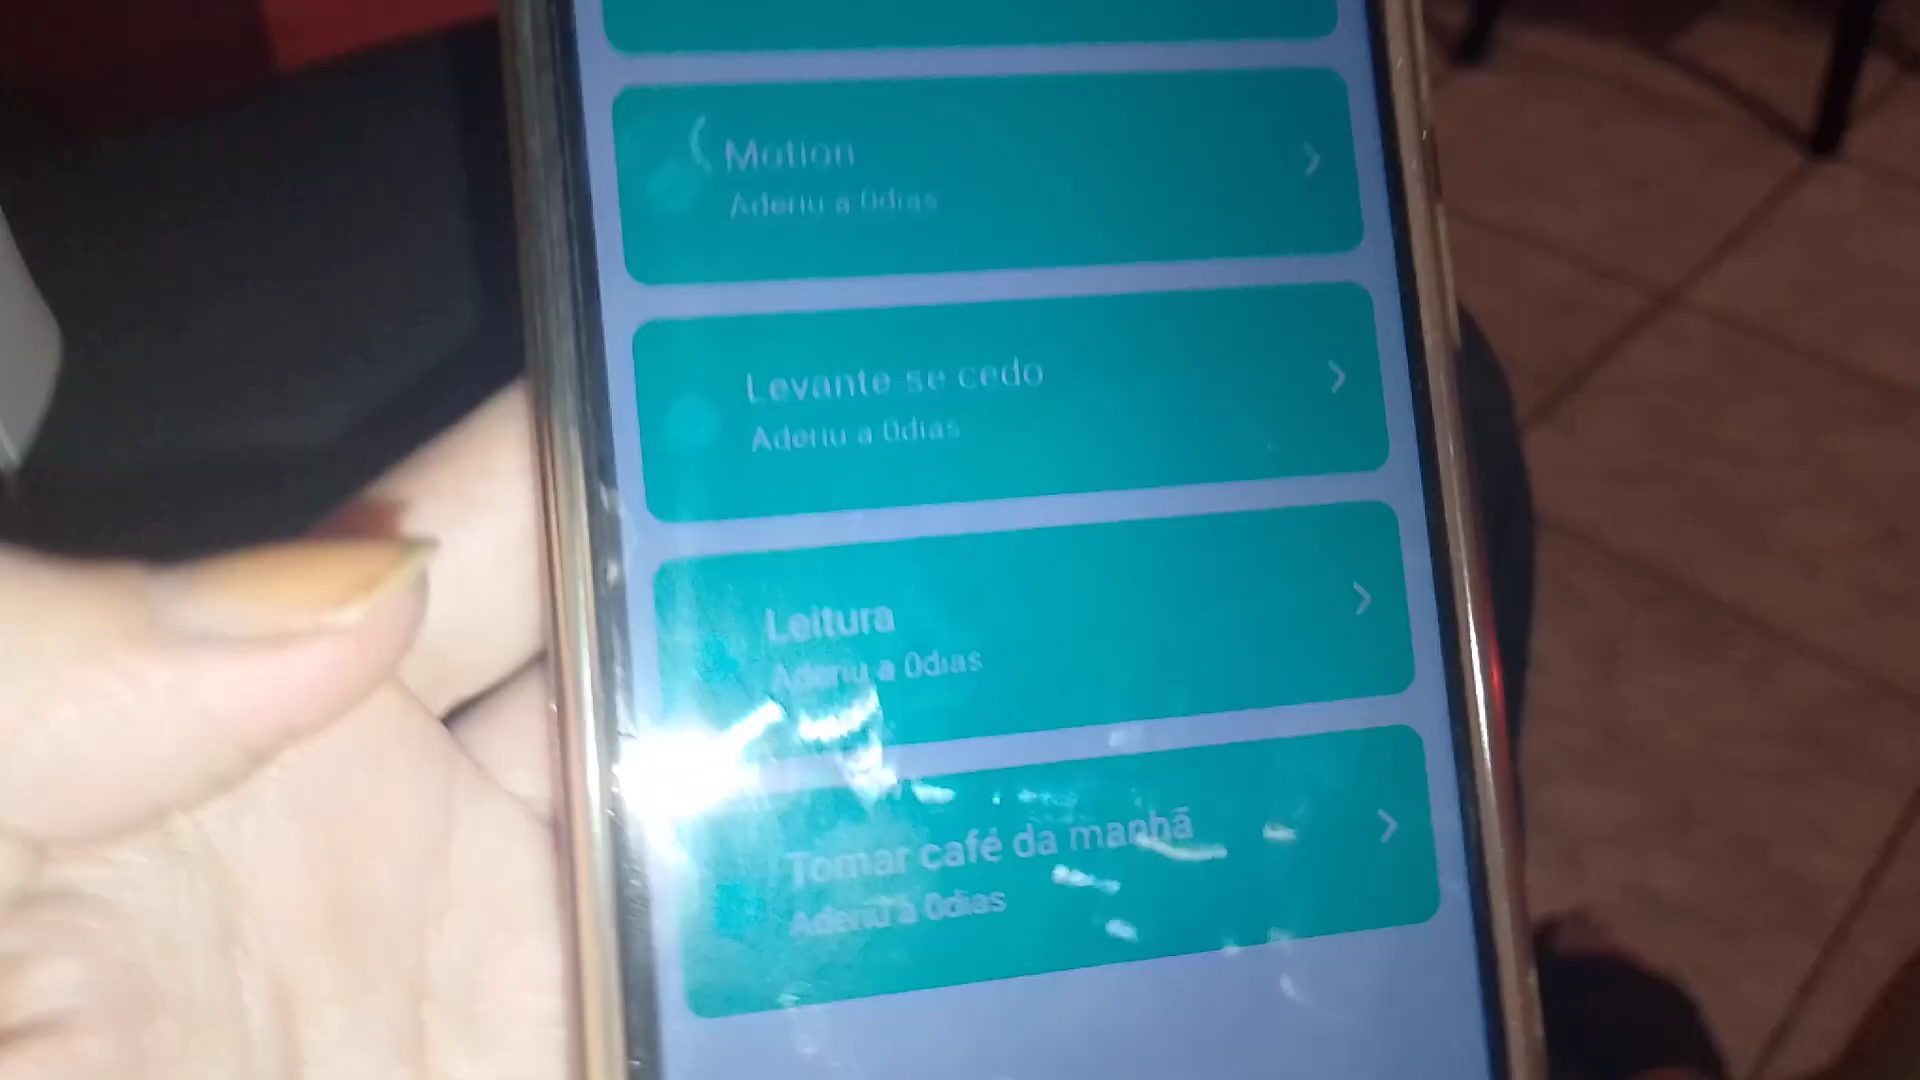 Motion
Aderiu a 0dias
Levante se cedo
Aderiu a 0dias
Leitura
Aderiu a 0dias
Tomar café da manhã
Aderiu a 0dias